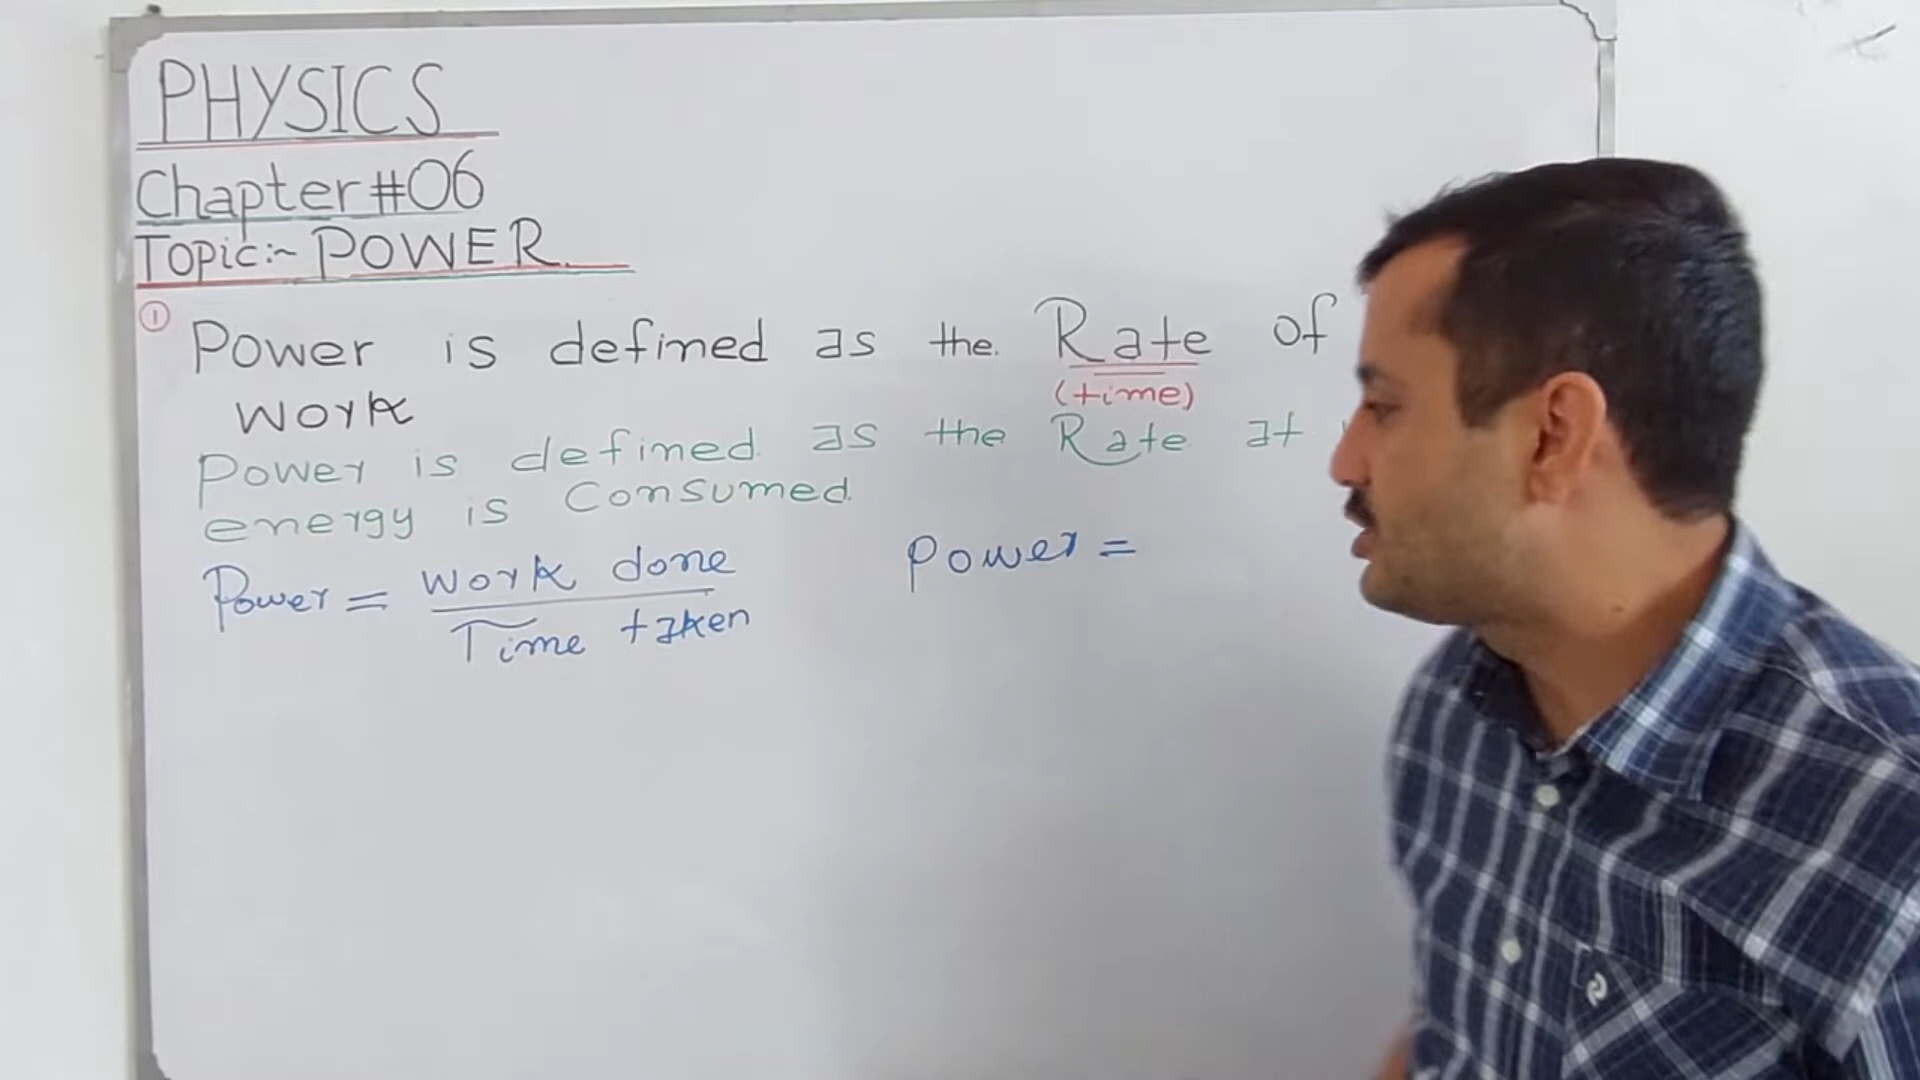 PHYSICS
Chapter #06
Topic:~ POWER.
① Power is defined as the Rate of
(time)
work
Power is defined as the Rate at
energy is Consumed.
Power = work done / Time taken
Power =